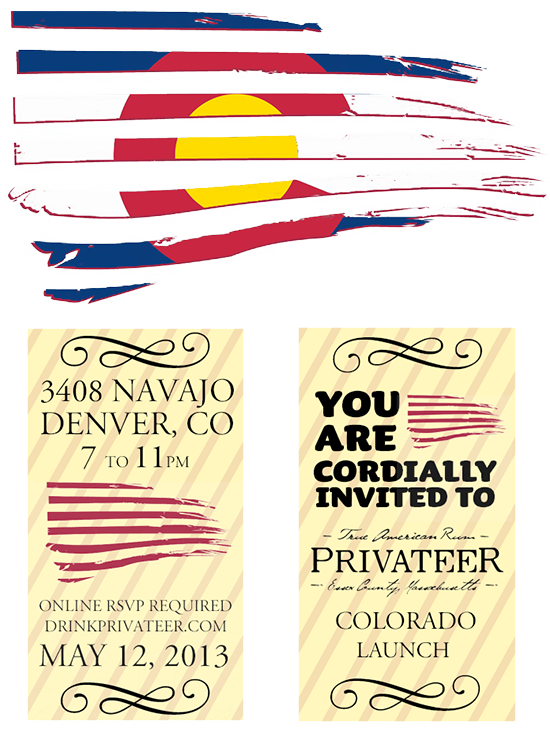 3408 NAVAJO
DENVER, CO
7 TO 11PM
ONLINE RSVP REQUIRED
DRINKPRIVATEER.COM
MAY 12, 2013
YOU
ARE
CORDIALLY
INVITED TO
– True American Rum –
PRIVATEER
– Essex County, Massachusetts –
COLORADO
LAUNCH